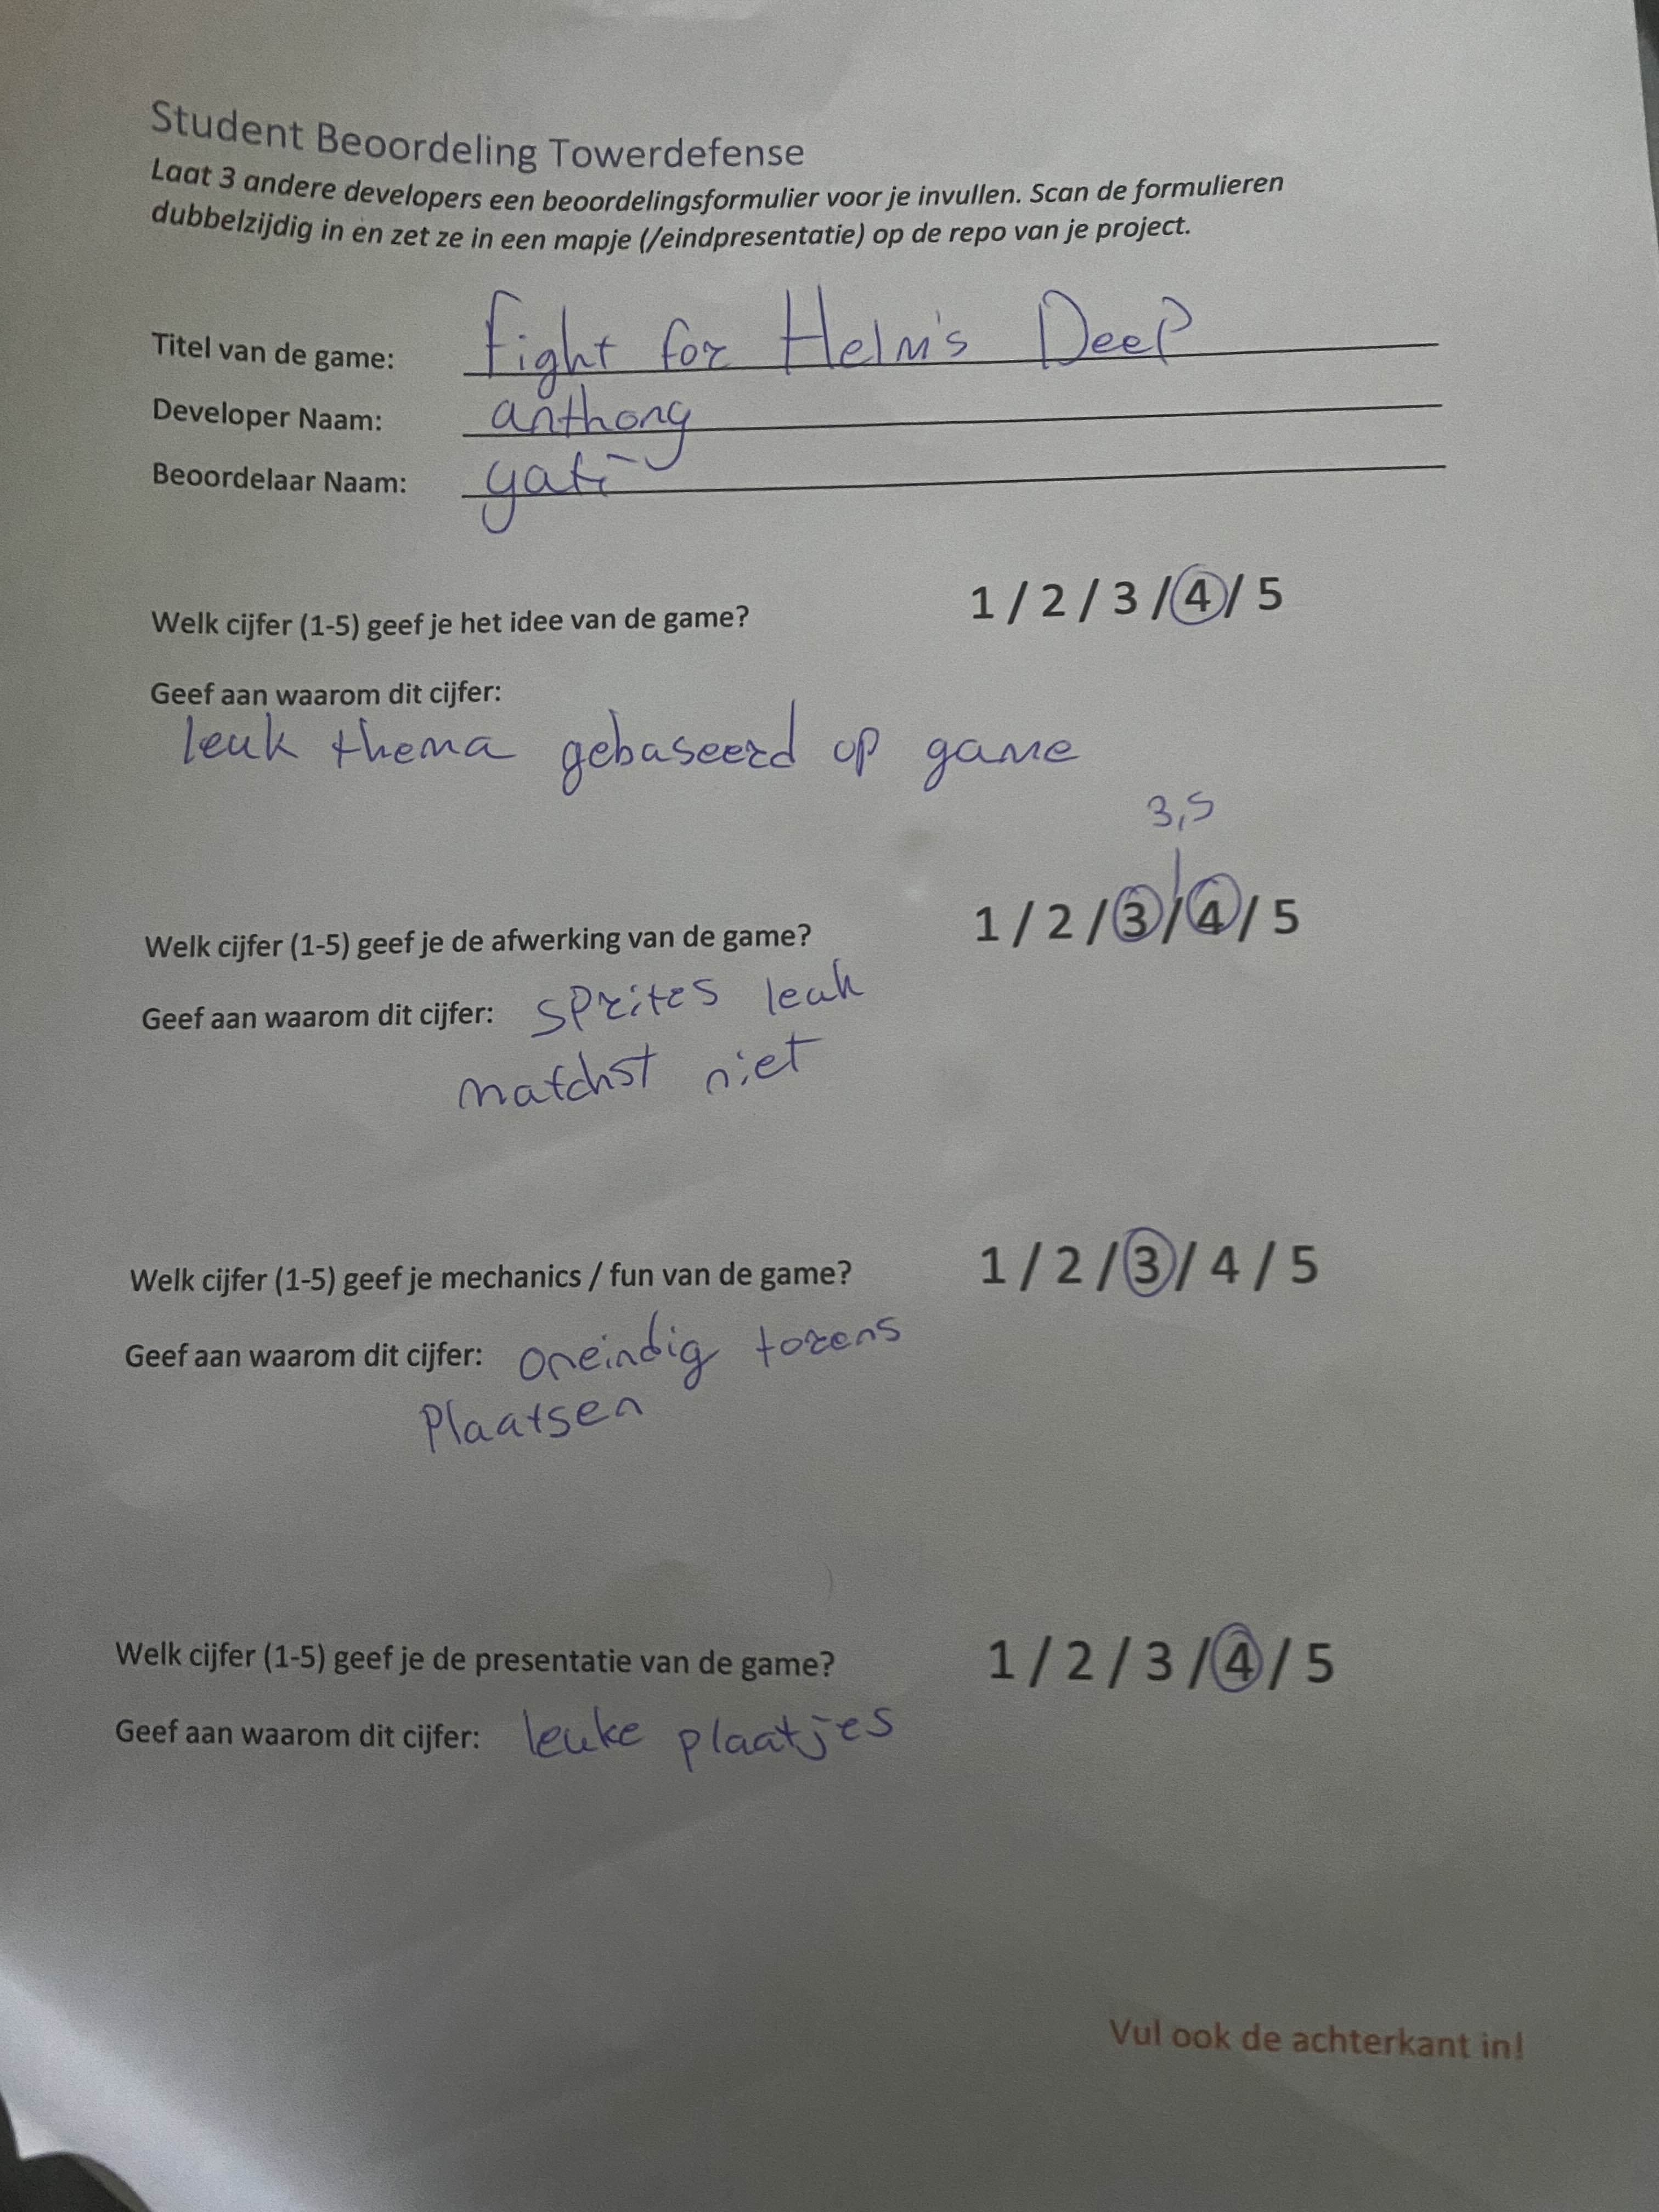 Student Beoordeling Towerdefense
Laat 3 andere developers een beoordelingsformulier voor je invullen. Scan de formulieren
dubbelzijdig in en zet ze in een mapje (/eindpresentatie) op de repo van je project.
Titel van de game: Fight for Helm's Deep
Developer Naam: anthony
Beoordelaar Naam: yati
Welk cijfer (1-5) geef je het idee van de game? 1 / 2 / 3 / 4 / 5
Geef aan waarom dit cijfer:
leuk thema gebaseerd op game
3,5
Welk cijfer (1-5) geef je de afwerking van de game? 1 / 2 / 3 / 4 / 5
Geef aan waarom dit cijfer: sprites leuk
matchst niet
Welk cijfer (1-5) geef je mechanics / fun van de game? 1 / 2 / 3 / 4 / 5
Geef aan waarom dit cijfer: oneindig torens
Plaatsen
Welk cijfer (1-5) geef je de presentatie van de game? 1 / 2 / 3 / 4 / 5
Geef aan waarom dit cijfer: leuke plaatjes
Vul ook de achterkant in!